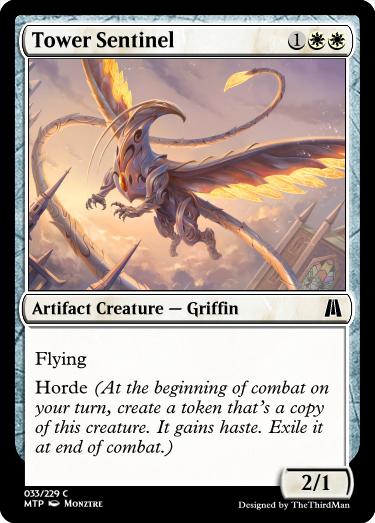 Tower Sentinel 1
Artifact Creature — Griffin
Flying
Horde (At the beginning of combat on
your turn, create a token that's a copy
of this creature. It gains haste. Exile it
at end of combat.)
2/1
033/229 C
MTP Monztre
Designed by TheThirdMan